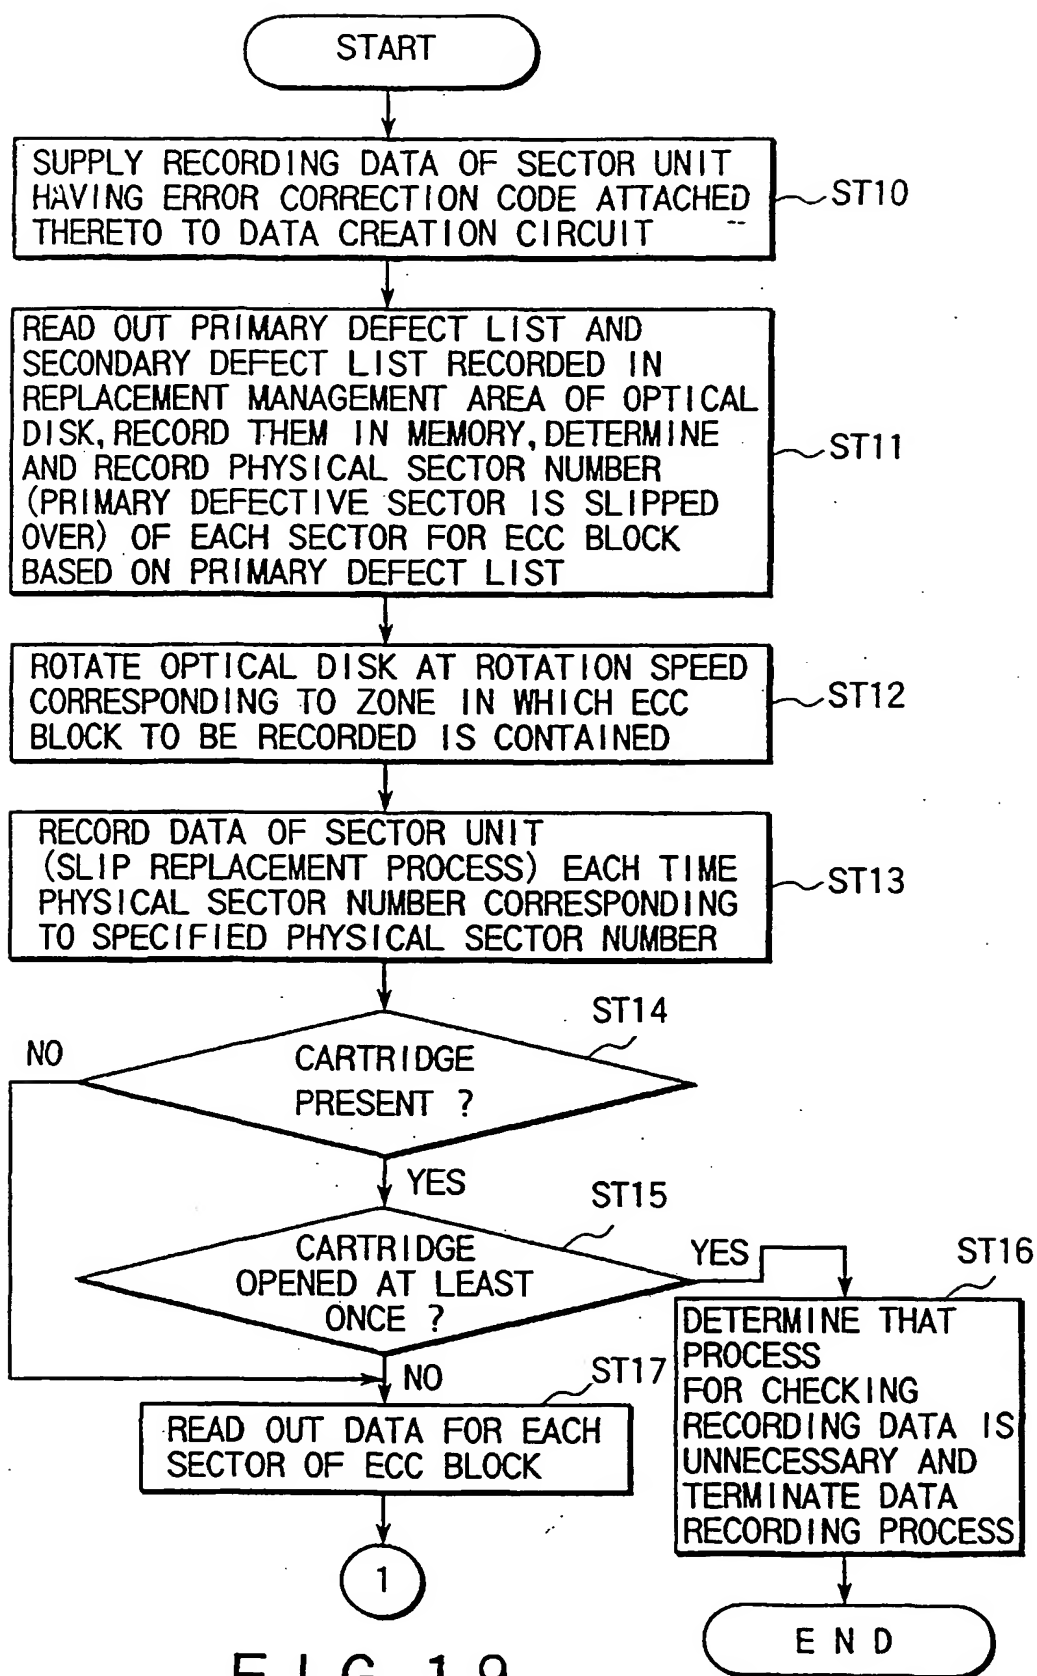 START
SUPPLY RECORDING DATA OF SECTOR UNIT
HAVING ERROR CORRECTION CODE ATTACHED
THERETO TO DATA CREATION CIRCUIT
ST10
READ OUT PRIMARY DEFECT LIST AND
SECONDARY DEFECT LIST RECORDED IN
REPLACEMENT MANAGEMENT AREA OF OPTICAL
DISK, RECORD THEM IN MEMORY, DETERMINE
AND RECORD PHYSICAL SECTOR NUMBER
(PRIMARY DEFECTIVE SECTOR IS SLIPPED
OVER) OF EACH SECTOR FOR ECC BLOCK
BASED ON PRIMARY DEFECT LIST
ST11
ROTATE OPTICAL DISK AT ROTATION SPEED
CORRESPONDING TO ZONE IN WHICH ECC
BLOCK TO BE RECORDED IS CONTAINED
ST12
RECORD DATA OF SECTOR UNIT
(SLIP REPLACEMENT PROCESS) EACH TIME
PHYSICAL SECTOR NUMBER CORRESPONDING
TO SPECIFIED PHYSICAL SECTOR NUMBER
ST13
ST14
NO
CARTRIDGE
PRESENT ?
YES
ST15
CARTRIDGE
OPENED AT LEAST
ONCE ?
YES
ST16
DETERMINE THAT
PROCESS
FOR CHECKING
RECORDING DATA IS
UNNECESSARY AND
TERMINATE DATA
RECORDING PROCESS
NO
ST17
READ OUT DATA FOR EACH
SECTOR OF ECC BLOCK
1
END
FIG. 19